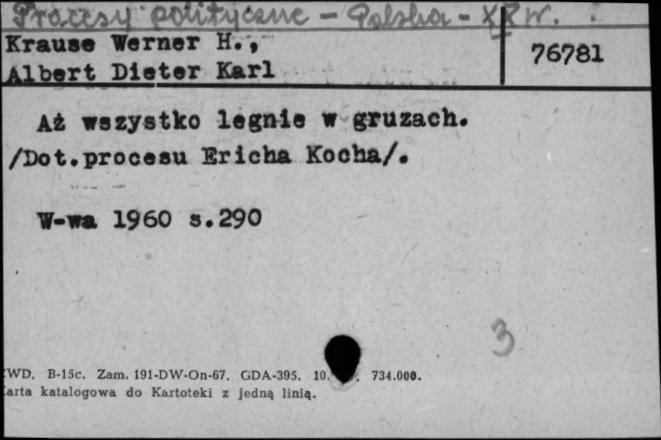 Procesy polityczne - Polska - XX w.
Krause Werner H.,
Albert Dieter Karl
76781
Aż wszystko legnie w gruzach.
/Dot.procesu Ericha Kocha/.
W-wa 1960 s.290
3
WD. B-15c. Zam. 191-DW-On-67. GDA-395. 10. . 734.000.
arta katalogowa do Kartoteki z jedną linią.